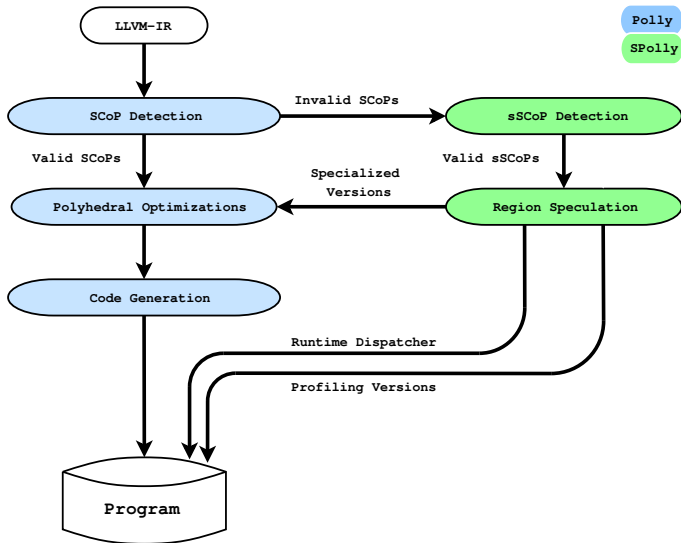 LLVM-IR
Polly
SPolly
SCoP Detection
Invalid SCoPs
sSCoP Detection
Valid SCoPs
Valid sSCoPs
Specialized
Versions
Polyhedral Optimizations
Region Speculation
Code Generation
Runtime Dispatcher
Profiling Versions
Program